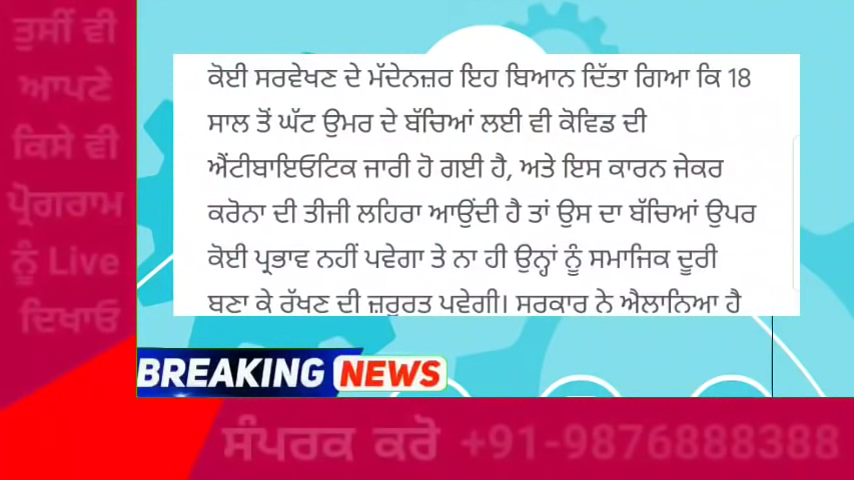 ਤੁਸੀਂ ਵੀ
ਆਪਣੇ
ਕਿਸੇ ਵੀ
ਪ੍ਰੋਗਰਾਮ
ਨੂੰ Live
ਦਿਖਾਓ
ਕੋਈ ਸਰਵੇਖਣ ਦੇ ਮੱਦੇਨਜ਼ਰ ਇਹ ਬਿਆਨ ਦਿੱਤਾ ਗਿਆ ਕਿ 18
ਸਾਲ ਤੋਂ ਘੱਟ ਉਮਰ ਦੇ ਬੱਚਿਆਂ ਲਈ ਵੀ ਕੋਵਿਡ ਦੀ
ਐਂਟੀਬਾਇਓਟਿਕ ਜਾਰੀ ਹੋ ਗਈ ਹੈ, ਅਤੇ ਇਸ ਕਾਰਨ ਜੇਕਰ
ਕਰੋਨਾ ਦੀ ਤੀਜੀ ਲਹਿਰਾ ਆਉਂਦੀ ਹੈ ਤਾਂ ਉਸ ਦਾ ਬੱਚਿਆਂ ਉਪਰ
ਕੋਈ ਪ੍ਰਭਾਵ ਨਹੀਂ ਪਵੇਗਾ ਤੇ ਨਾ ਹੀ ਉਨ੍ਹਾਂ ਨੂੰ ਸਮਾਜਿਕ ਦੂਰੀ
ਬਣਾ ਕੇ ਰੱਖਣ ਦੀ ਜ਼ਰੂਰਤ ਪਵੇਗੀ। ਸਰਕਾਰ ਨੇ ਐਲਾਨਿਆ ਹੈ
BREAKING NEWS
ਸੰਪਰਕ ਕਰੋ +91-9876888388